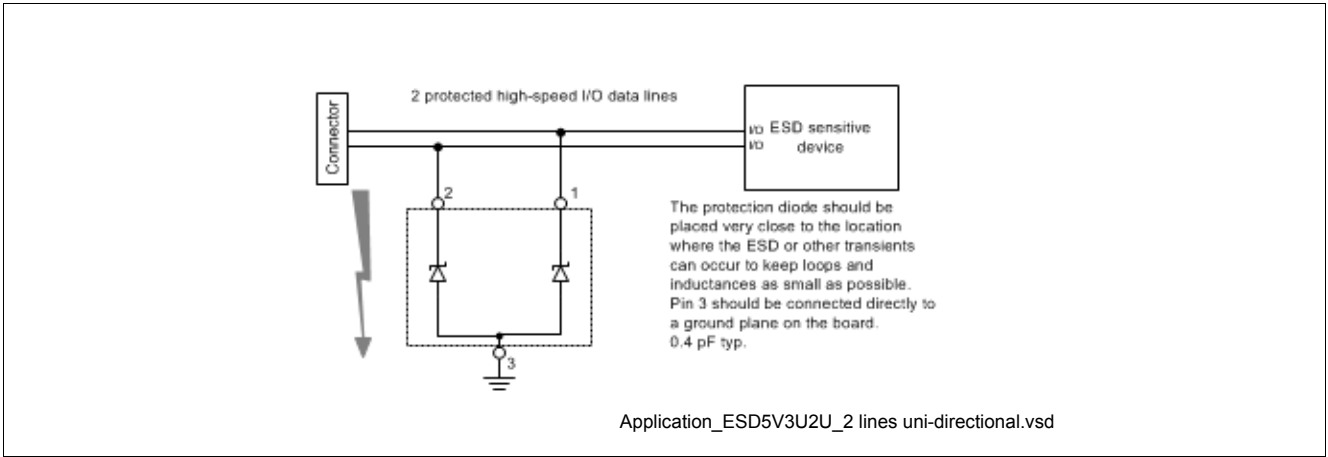 2 protected high-speed I/O data lines
Connector
I/O ESD sensitive
I/O device
2
1
3
The protection diode should be
placed very close to the location
where the ESD or other transients
can occur to keep loops and
inductances as small as possible.
Pin 3 should be connected directly to
a ground plane on the board.
0.4 pF typ.
Application_ESD5V3U2U_2 lines uni-directional.vsd